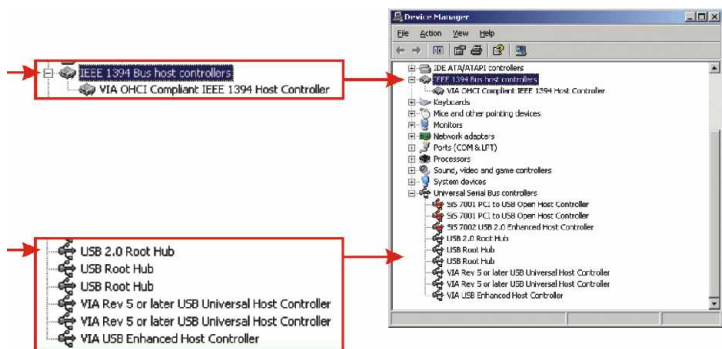 IEEE 1394 Bus host controllers
VIA OHCI Compliant IEEE 1394 Host Controller
USB 2.0 Root Hub
USB Root Hub
USB Root Hub
VIA Rev 5 or later USB Universal Host Controller
VIA Rev 5 or later USB Universal Host Controller
VIA USB Enhanced Host Controller
Device Manager
File Action View Help
IDE ATA/ATAPI controllers
IEEE 1394 Bus host controllers
VIA OHCI Compliant IEEE 1394 Host Controller
Keyboards
Mice and other pointing devices
Monitors
Network adapters
Ports (COM & LPT)
Processors
Sound, video and game controllers
System devices
Universal Serial Bus controllers
SiS 7001 PCI to USB Open Host Controller
SiS 7001 PCI to USB Open Host Controller
SiS 7002 USB 2.0 Enhanced Host Controller
USB 2.0 Root Hub
USB Root Hub
USB Root Hub
VIA Rev 5 or later USB Universal Host Controller
VIA Rev 5 or later USB Universal Host Controller
VIA USB Enhanced Host Controller